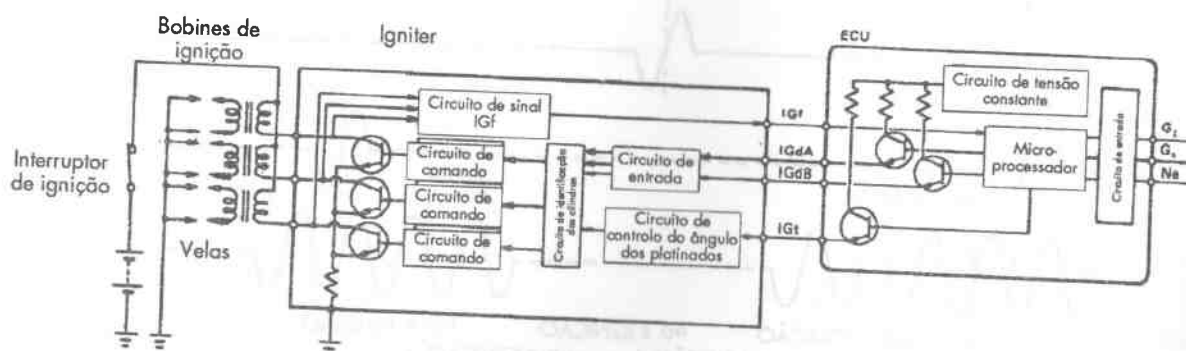 Bobines de
ignição
Igniter
ECU
Circuito de sinal
IGf
Circuito de
comando
Circuito de
comando
Circuito de
comando
Circuito de identificação
dos cilindros
Circuito de
entrada
Circuito de
controlo do ângulo
dos platinados
IGf
IGdA
IGdB
IGt
Circuito de tensão
constante
Micro-
processador
Circuito de entrada
G
G
Ne
Interruptor
de ignição
Velas